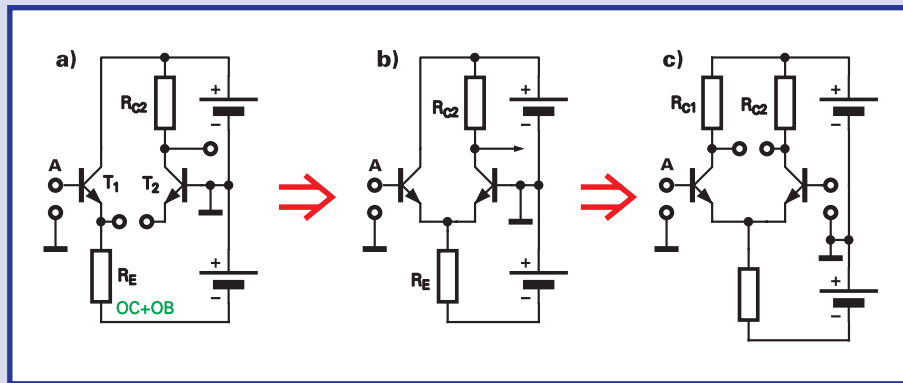 a)
RC2
+
−
A
T1
T2
+
−
RE
OC+OB
b)
RC2
+
−
A
+
−
RE
c)
RC1
RC2
+
−
A
+
−